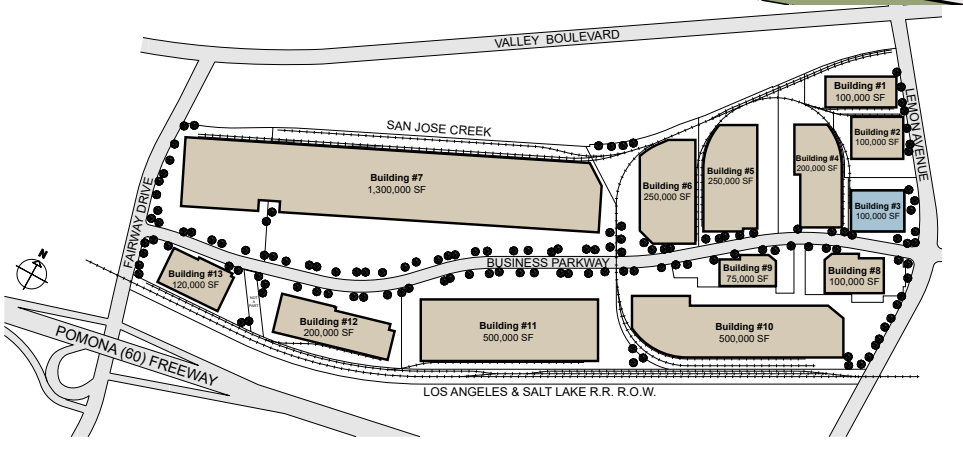 VALLEY BOULEVARD
Building #1
100,000 SF
LEMON AVENUE
Building #2
100,000 SF
SAN JOSE CREEK
Building #4
200,000 SF
Building #5
250,000 SF
Building #6
250,000 SF
Building #7
1,300,000 SF
FAIRWAY DRIVE
Building #3
100,000 SF
BUSINESS PARKWAY
N
Building #13
120,000 SF
Building #9
75,000 SF
Building #8
100,000 SF
NOT
A
PART
Building #12
200,000 SF
Building #11
500,000 SF
Building #10
500,000 SF
POMONA (60) FREEWAY
LOS ANGELES & SALT LAKE R.R. R.O.W.